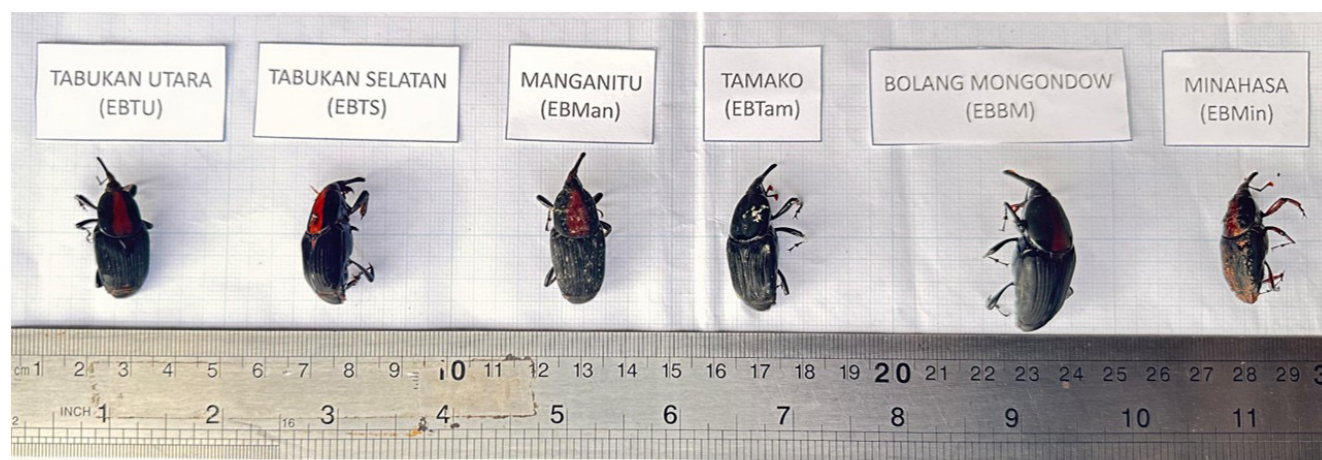 TABUKAN UTARA
(EBTU)
TABUKAN SELATAN
(EBTS)
MANGANITU
(EBMan)
TAMAKO
(EBTam)
BOLANG MONGONDOW
(EBBM)
MINAHASA
(EBMin)
cm 1 2 3 4 5 6 7 8 9 10 11 12 13 14 15 16 17 18 19 20 21 22 23 24 25 26 27 28 29 3
INCH 1 2 16 3 4 5 6 7 8 9 10 11